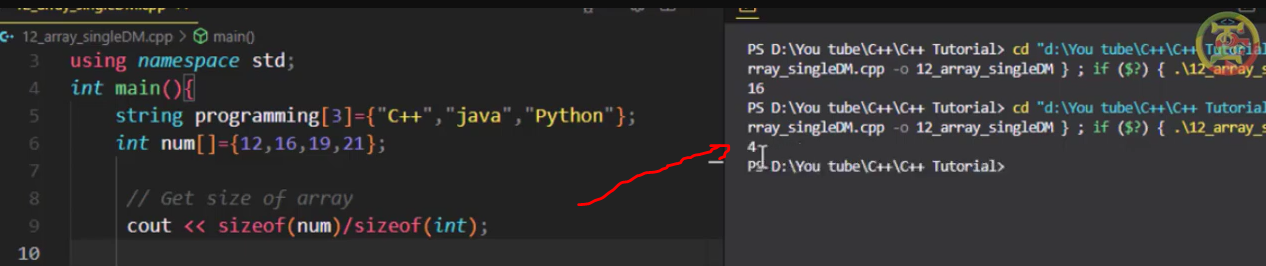 12_array_singleDM.cpp
12_array_singleDM.cpp > main()
3 using namespace std;
4 int main(){
5 string programming[3]={"C++","java","Python"};
6 int num[]={12,16,19,21};
7
8 // Get size of array
9 cout << sizeof(num)/sizeof(int);
10
PS D:\You tube\C++\C++ Tutorial> cd "d:\You tube\C++\C++ Tutorial
rray_singleDM.cpp -o 12_array_singleDM } ; if ($?) { .\12_array_s
16
PS D:\You tube\C++\C++ Tutorial> cd "d:\You tube\C++\C++ Tutorial
rray_singleDM.cpp -o 12_array_singleDM } ; if ($?) { .\12_array_s
4
PS D:\You tube\C++\C++ Tutorial>